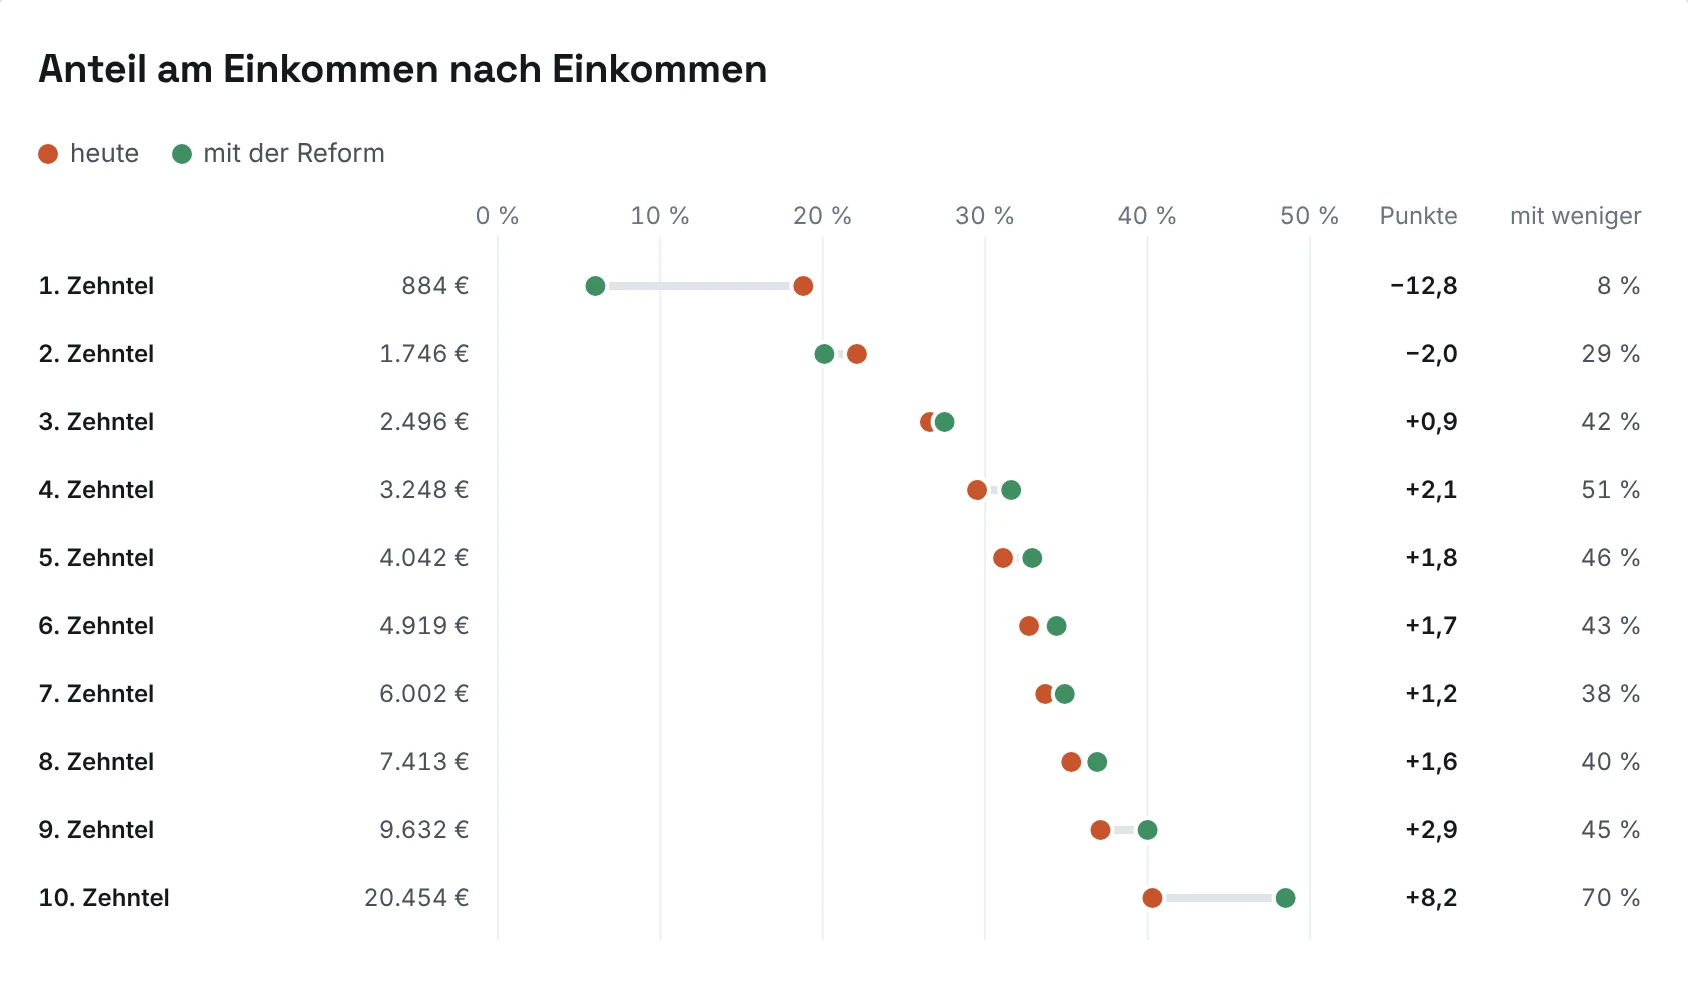 Anteil am Einkommen nach Einkommen
heute mit der Reform
0 % 10 % 20 % 30 % 40 % 50 % Punkte mit weniger
1. Zehntel 884 € −12,8 8 %
2. Zehntel 1.746 € −2,0 29 %
3. Zehntel 2.496 € +0,9 42 %
4. Zehntel 3.248 € +2,1 51 %
5. Zehntel 4.042 € +1,8 46 %
6. Zehntel 4.919 € +1,7 43 %
7. Zehntel 6.002 € +1,2 38 %
8. Zehntel 7.413 € +1,6 40 %
9. Zehntel 9.632 € +2,9 45 %
10. Zehntel 20.454 € +8,2 70 %